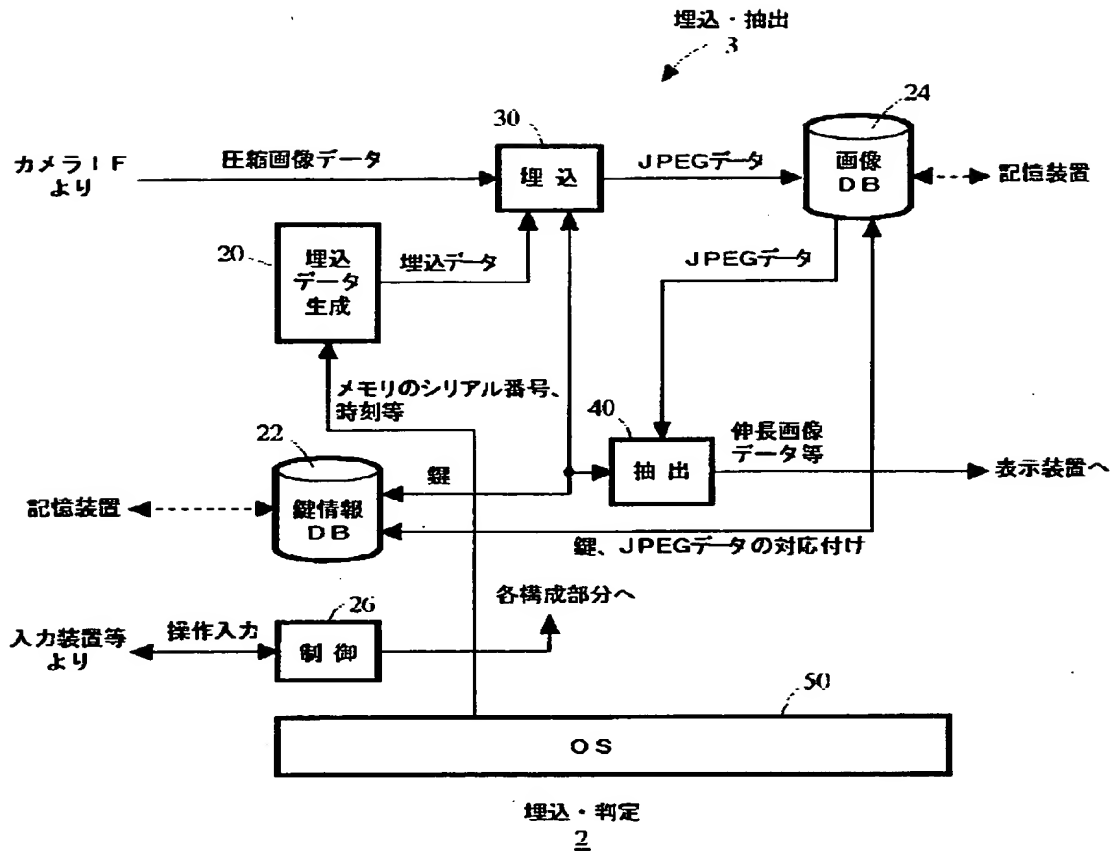 埋込・抽出
3
24
30
カメラIF
より
圧縮画像データ
埋 込
JPEGデータ
画像
DB
記憶装置
20
埋込
データ
生成
埋込データ
JPEGデータ
メモリのシリアル番号、
時刻等
40
抽 出
伸長画像
データ等
表示装置へ
22
鍵
記憶装置
鍵情報
DB
鍵、JPEGデータの対応付け
各構成部分へ
26
入力装置等
より
操作入力
制 御
50
OS
埋込・判定
2